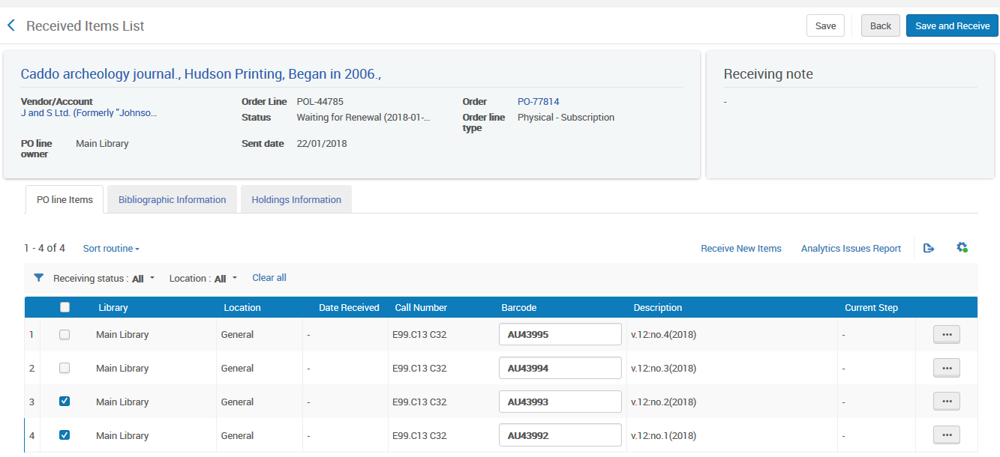 Received Items List
Save
Back
Save and Receive
Caddo archeology journal., Hudson Printing, Began in 2006.,
Receiving note
Vendor/Account
J and S Ltd. (Formerly "Johnso...
Order Line POL-44785
Order PO-77814
-
Status Waiting for Renewal (2018-01-...
Order line type Physical - Subscription
PO line owner Main Library
Sent date 22/01/2018
PO line Items
Bibliographic Information
Holdings Information
1 - 4 of 4 Sort routine
Receive New Items
Analytics Issues Report
Receiving status : All Location : All Clear all
Library Location Date Received Call Number Barcode Description Current Step
1 Main Library General - E99.C13 C32 AU43995 v.12:no.4(2018) - •••
2 Main Library General - E99.C13 C32 AU43994 v.12:no.3(2018) - •••
3 Main Library General - E99.C13 C32 AU43993 v.12:no.2(2018) - •••
4 Main Library General - E99.C13 C32 AU43992 v.12:no.1(2018) - •••